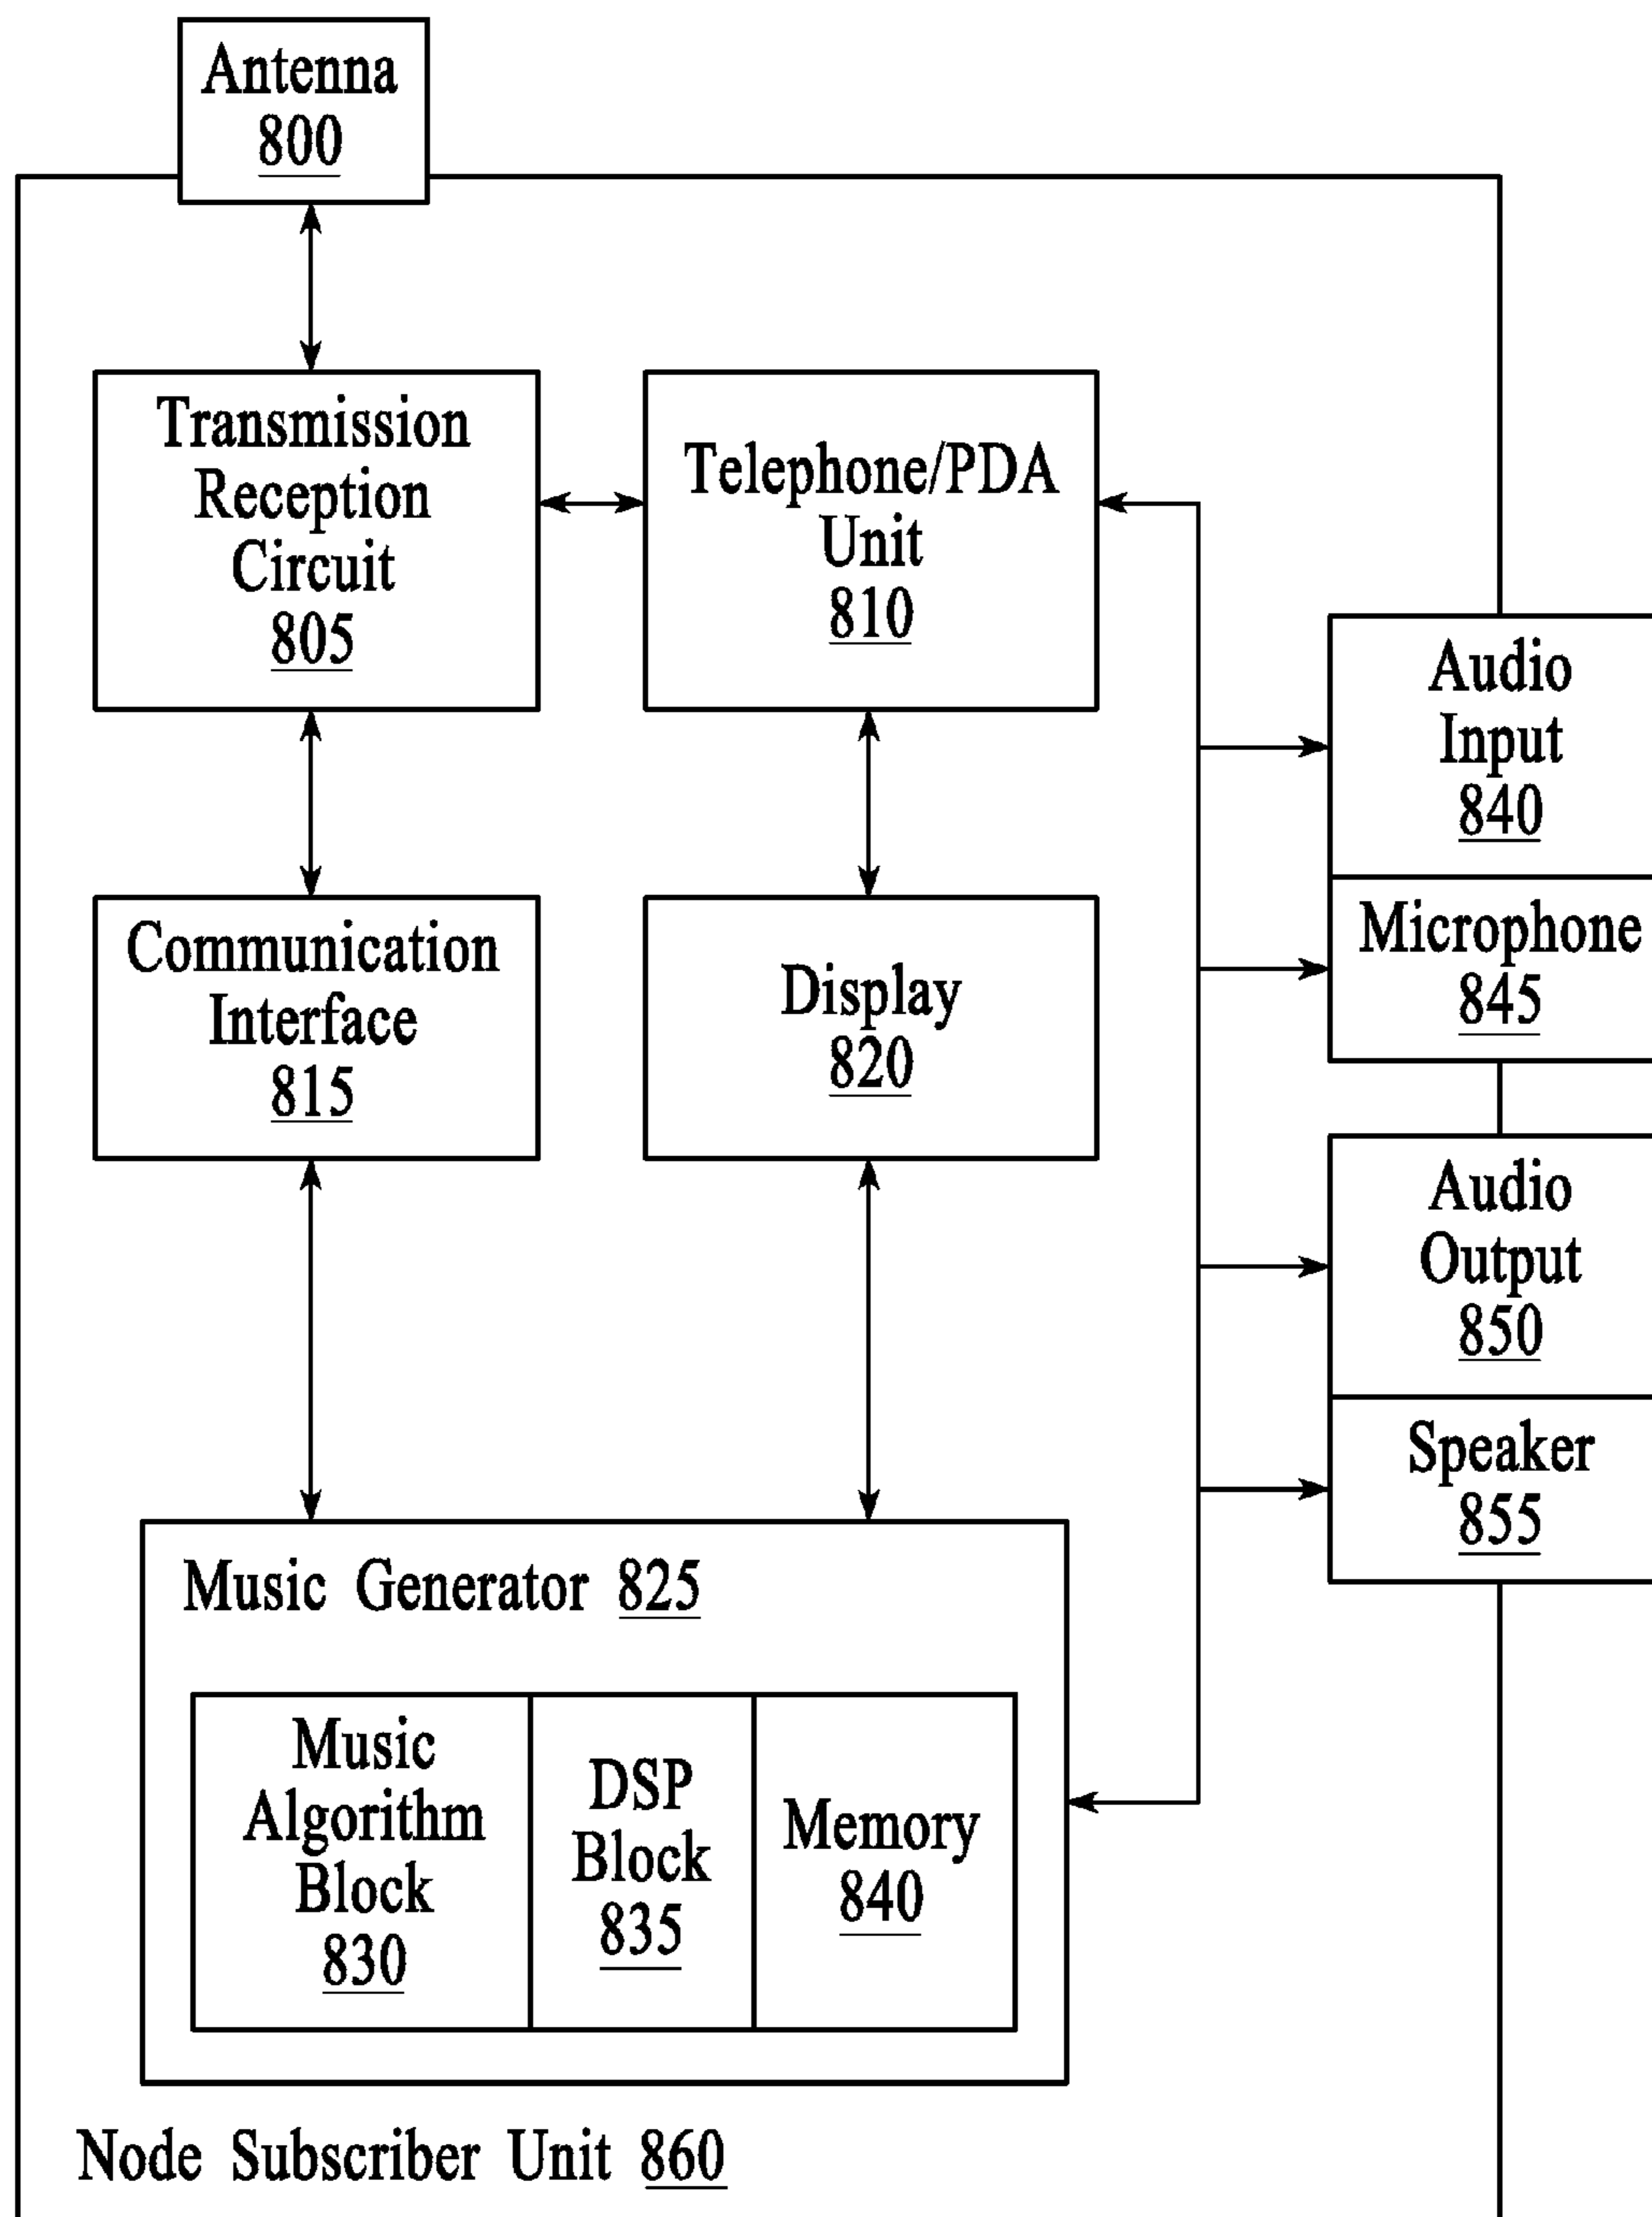 Antenna
800
Transmission
Reception
Circuit
805
Telephone/PDA
Unit
810
Audio
Input
840
Microphone
845
Communication
Interface
815
Display
820
Audio
Output
850
Speaker
855
Music Generator 825
Music
Algorithm
Block
830
DSP
Block
835
Memory
840
Node Subscriber Unit 860